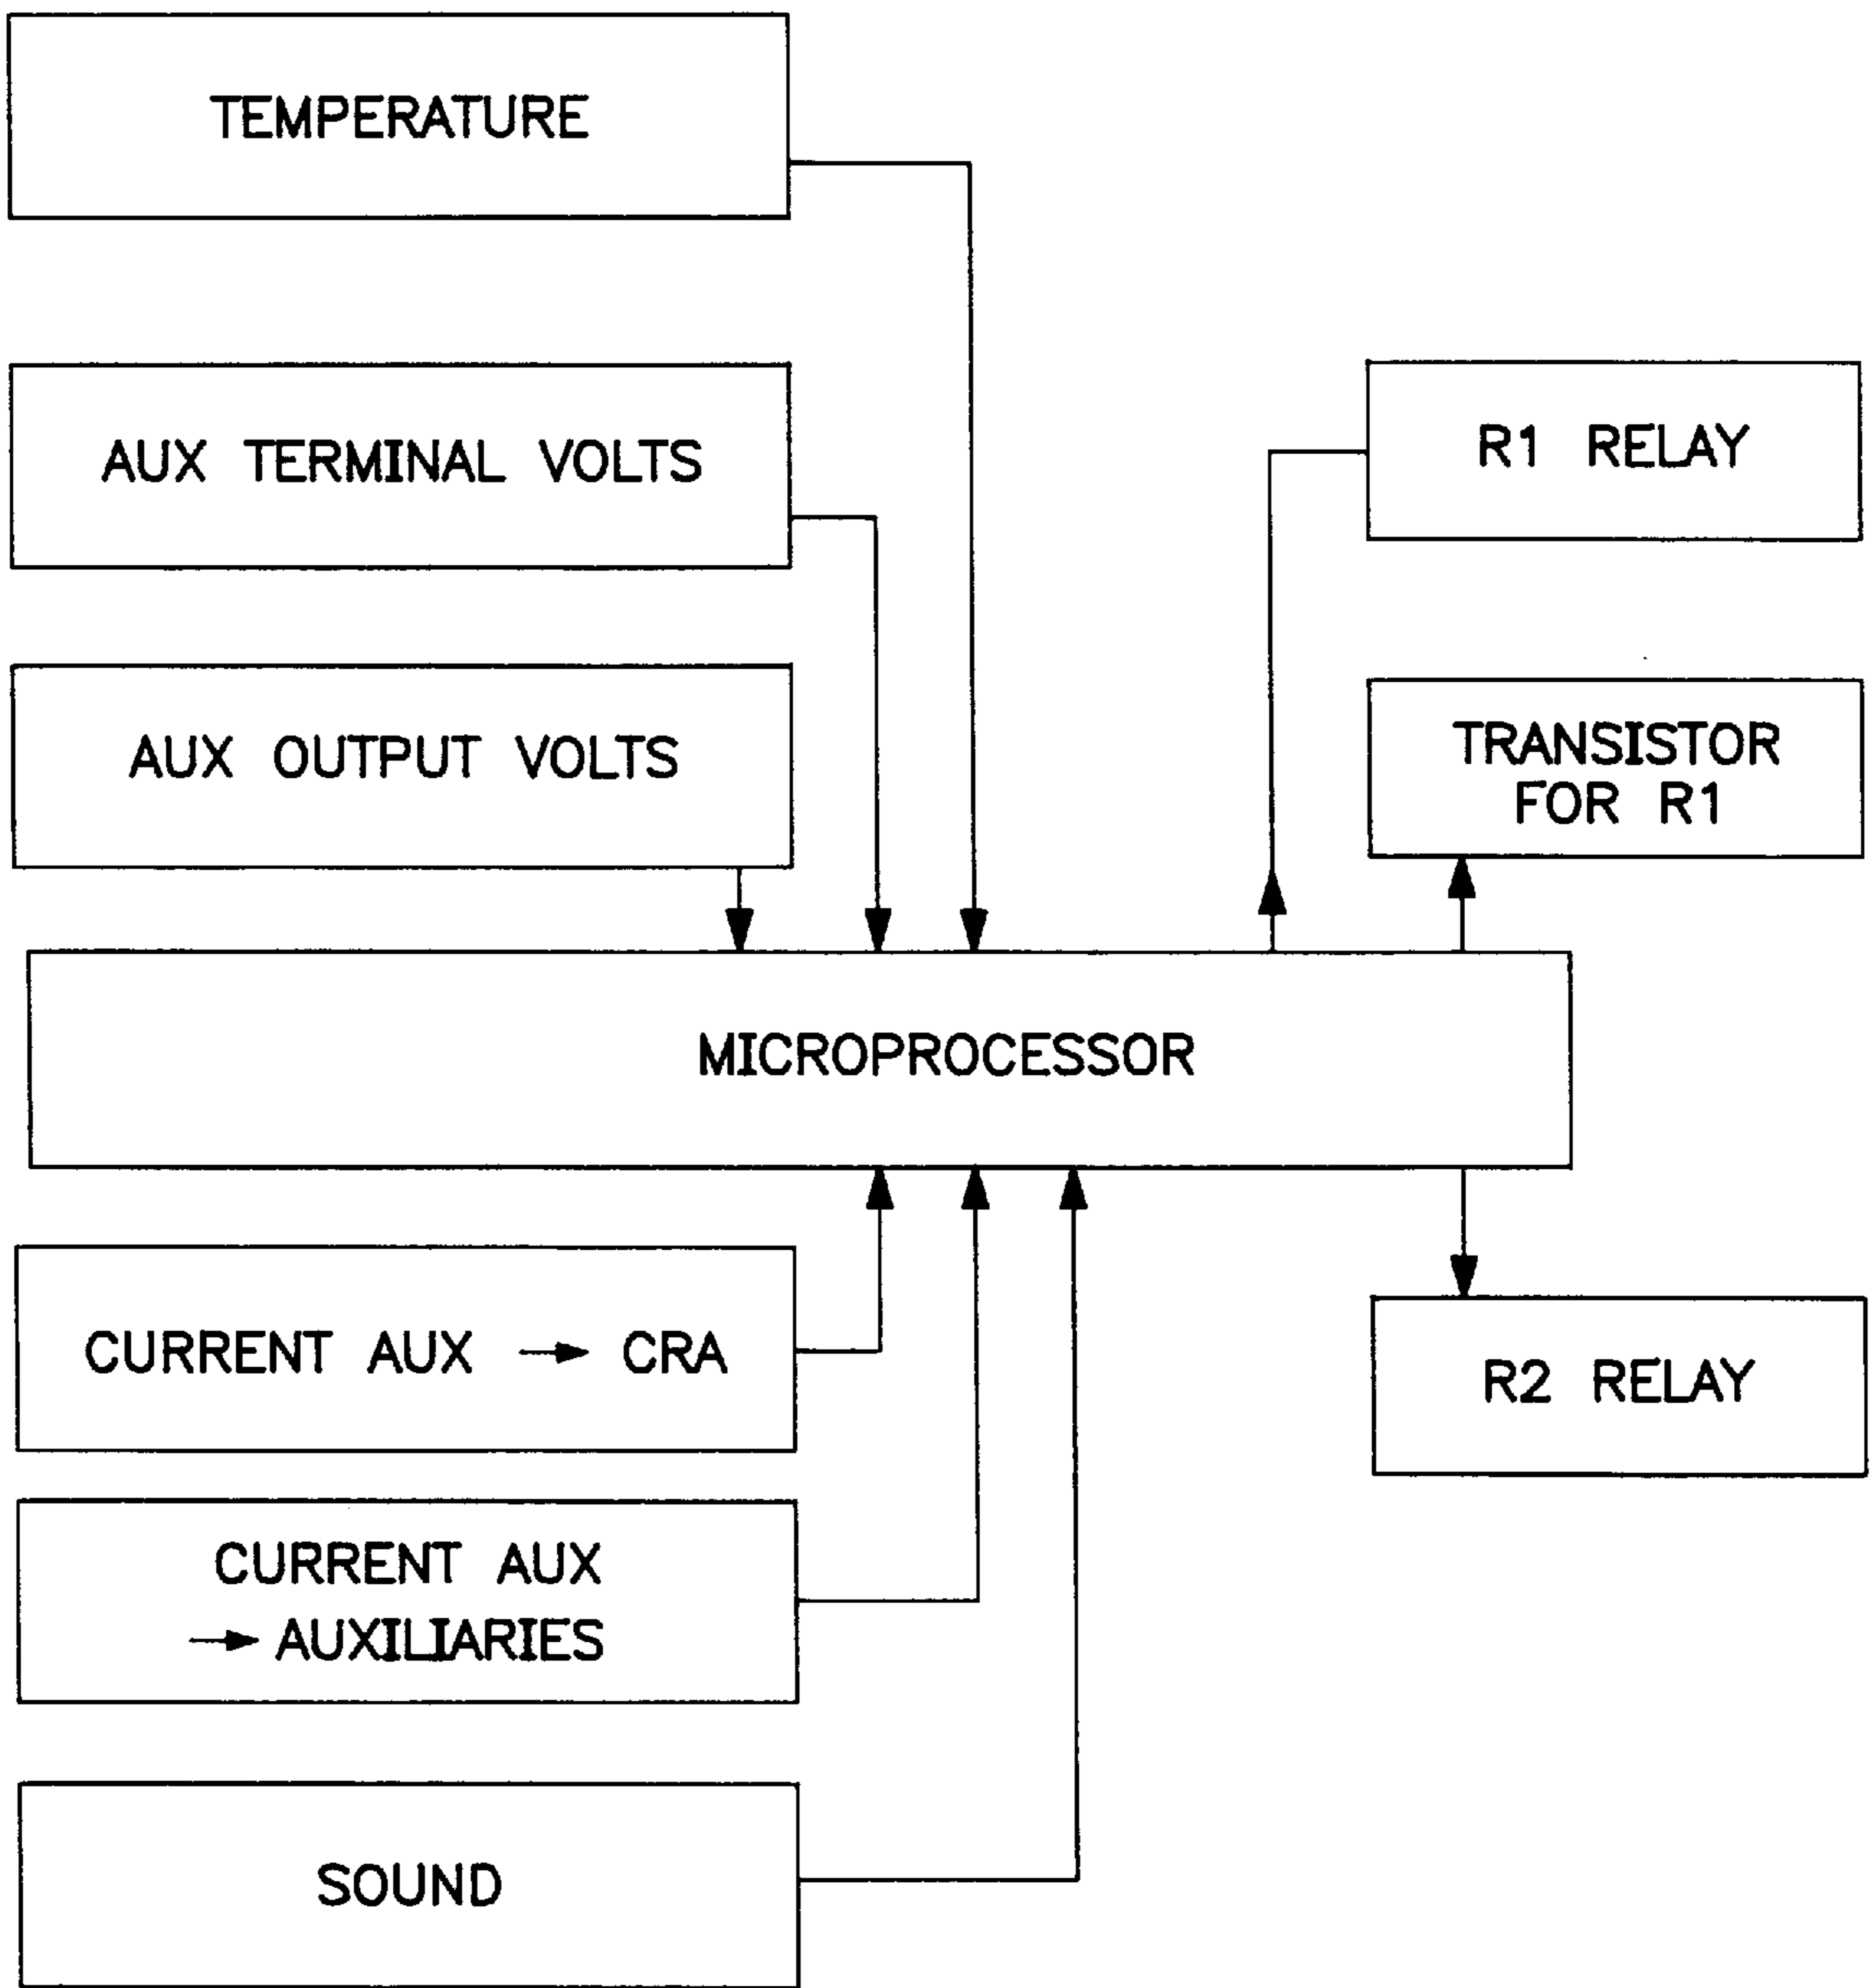 TEMPERATURE
AUX TERMINAL VOLTS
R1 RELAY
AUX OUTPUT VOLTS
TRANSISTOR
FOR R1
MICROPROCESSOR
CURRENT AUX → CRA
R2 RELAY
CURRENT AUX
→ AUXILIARIES
SOUND